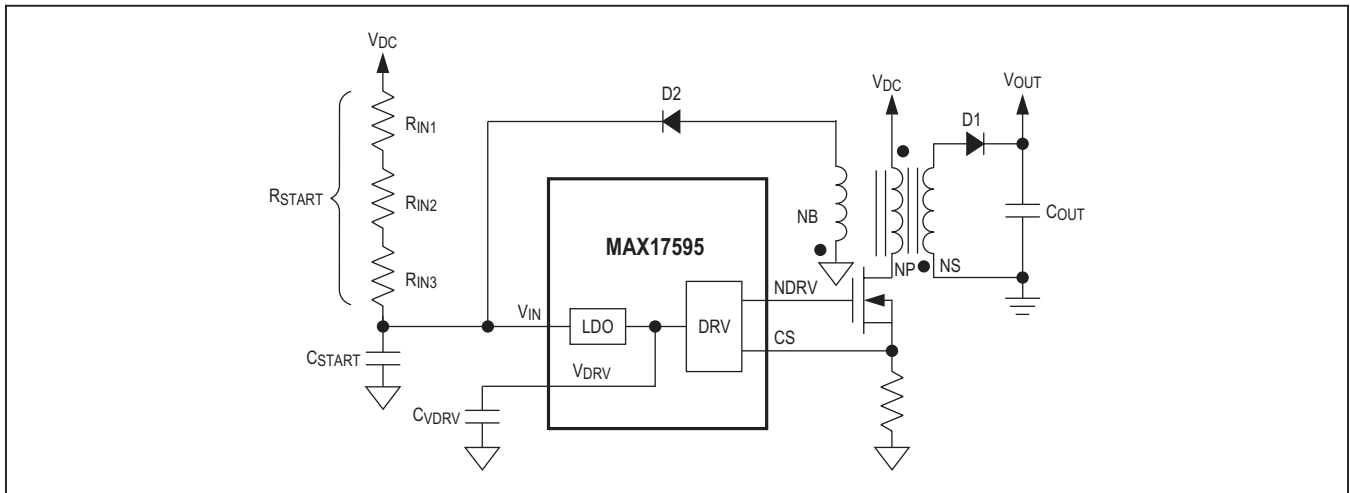 VDC
RIN1
RSTART
RIN2
RIN3
CSTART
D2
VDC
VOUT
D1
COUT
NB
MAX17595
NP
NS
VIN
LDO
DRV
NDRV
CS
VDRV
CVDRV